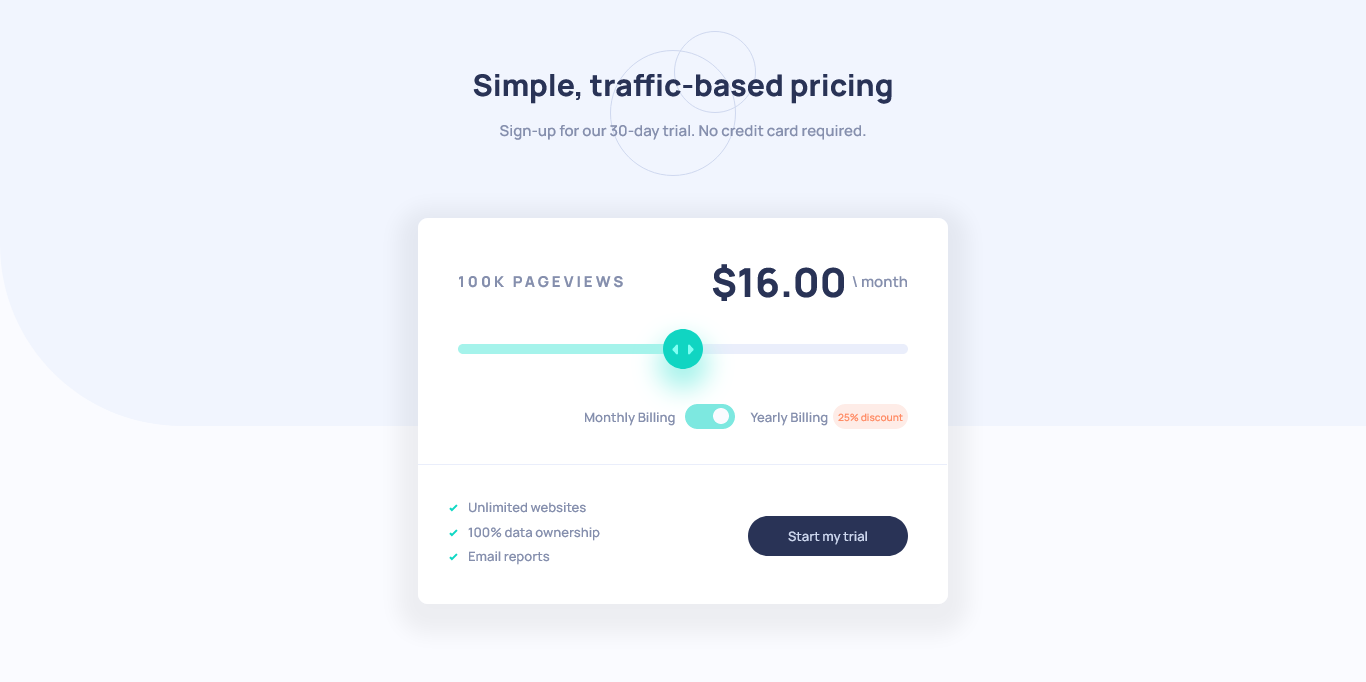 Simple, traffic-based pricing
Sign-up for our 30-day trial. No credit card required.
100K PAGEVIEWS $16.00 \ month
Monthly Billing Yearly Billing 25% discount
Unlimited websites
100% data ownership
Email reports
Start my trial